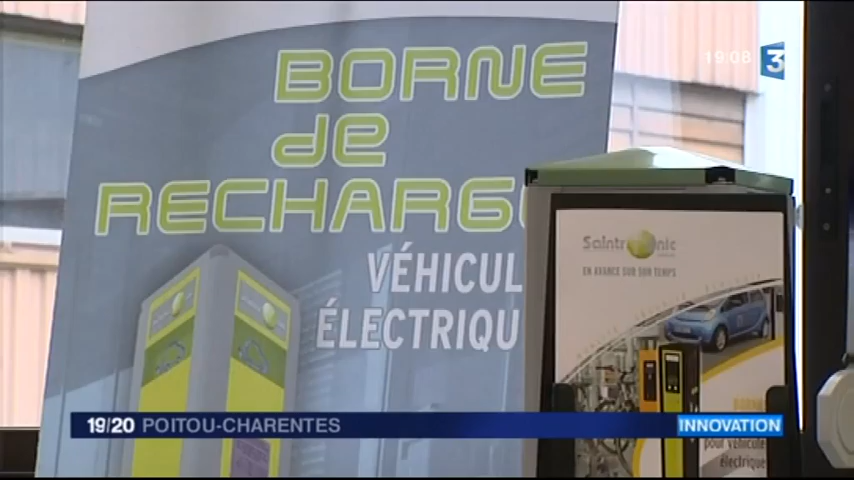 19:08 3
BORNE
de
RECHARG
VÉHICUL
ÉLECTRIQU
Saintronic
EN AVANCE SUR SON TEMPS
BORNE
pour véhicule
électrique
19/20 POITOU-CHARENTES
INNOVATION